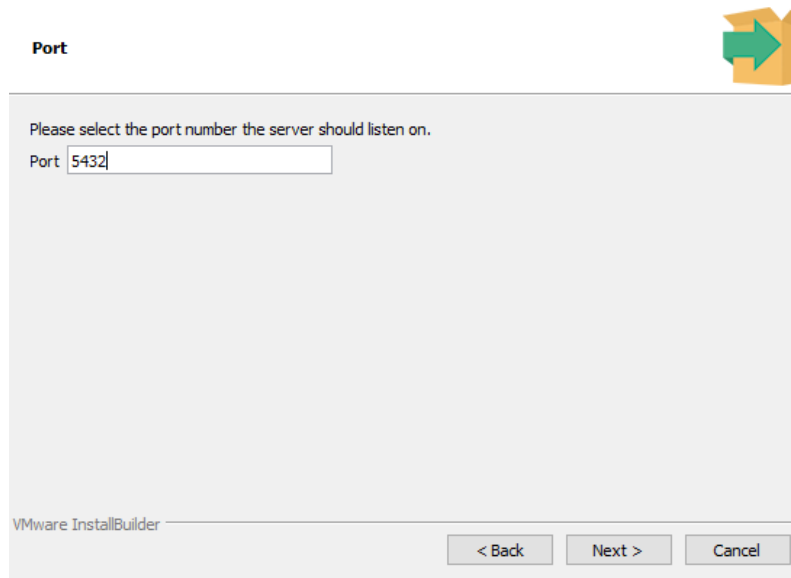 Port
Please select the port number the server should listen on.
Port 5432
VMware InstallBuilder
< Back Next > Cancel